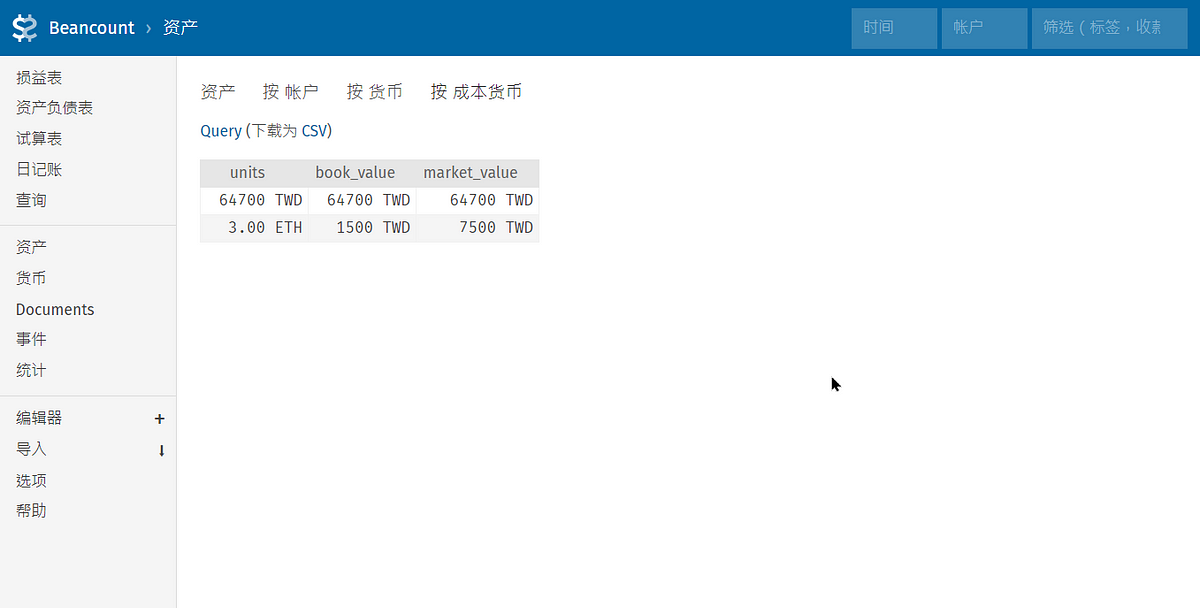 Beancount › 资产
时间
帐户
筛选 ( 标签，收款
损益表
资产负债表
试算表
日记账
查询
资产
货币
Documents
事件
统计
编辑器 +
导入
选项
帮助
资产 按 帐户 按 货币 按 成本货币
Query (下载为 CSV)
units book_value market_value
64700 TWD 64700 TWD 64700 TWD
3.00 ETH 1500 TWD 7500 TWD